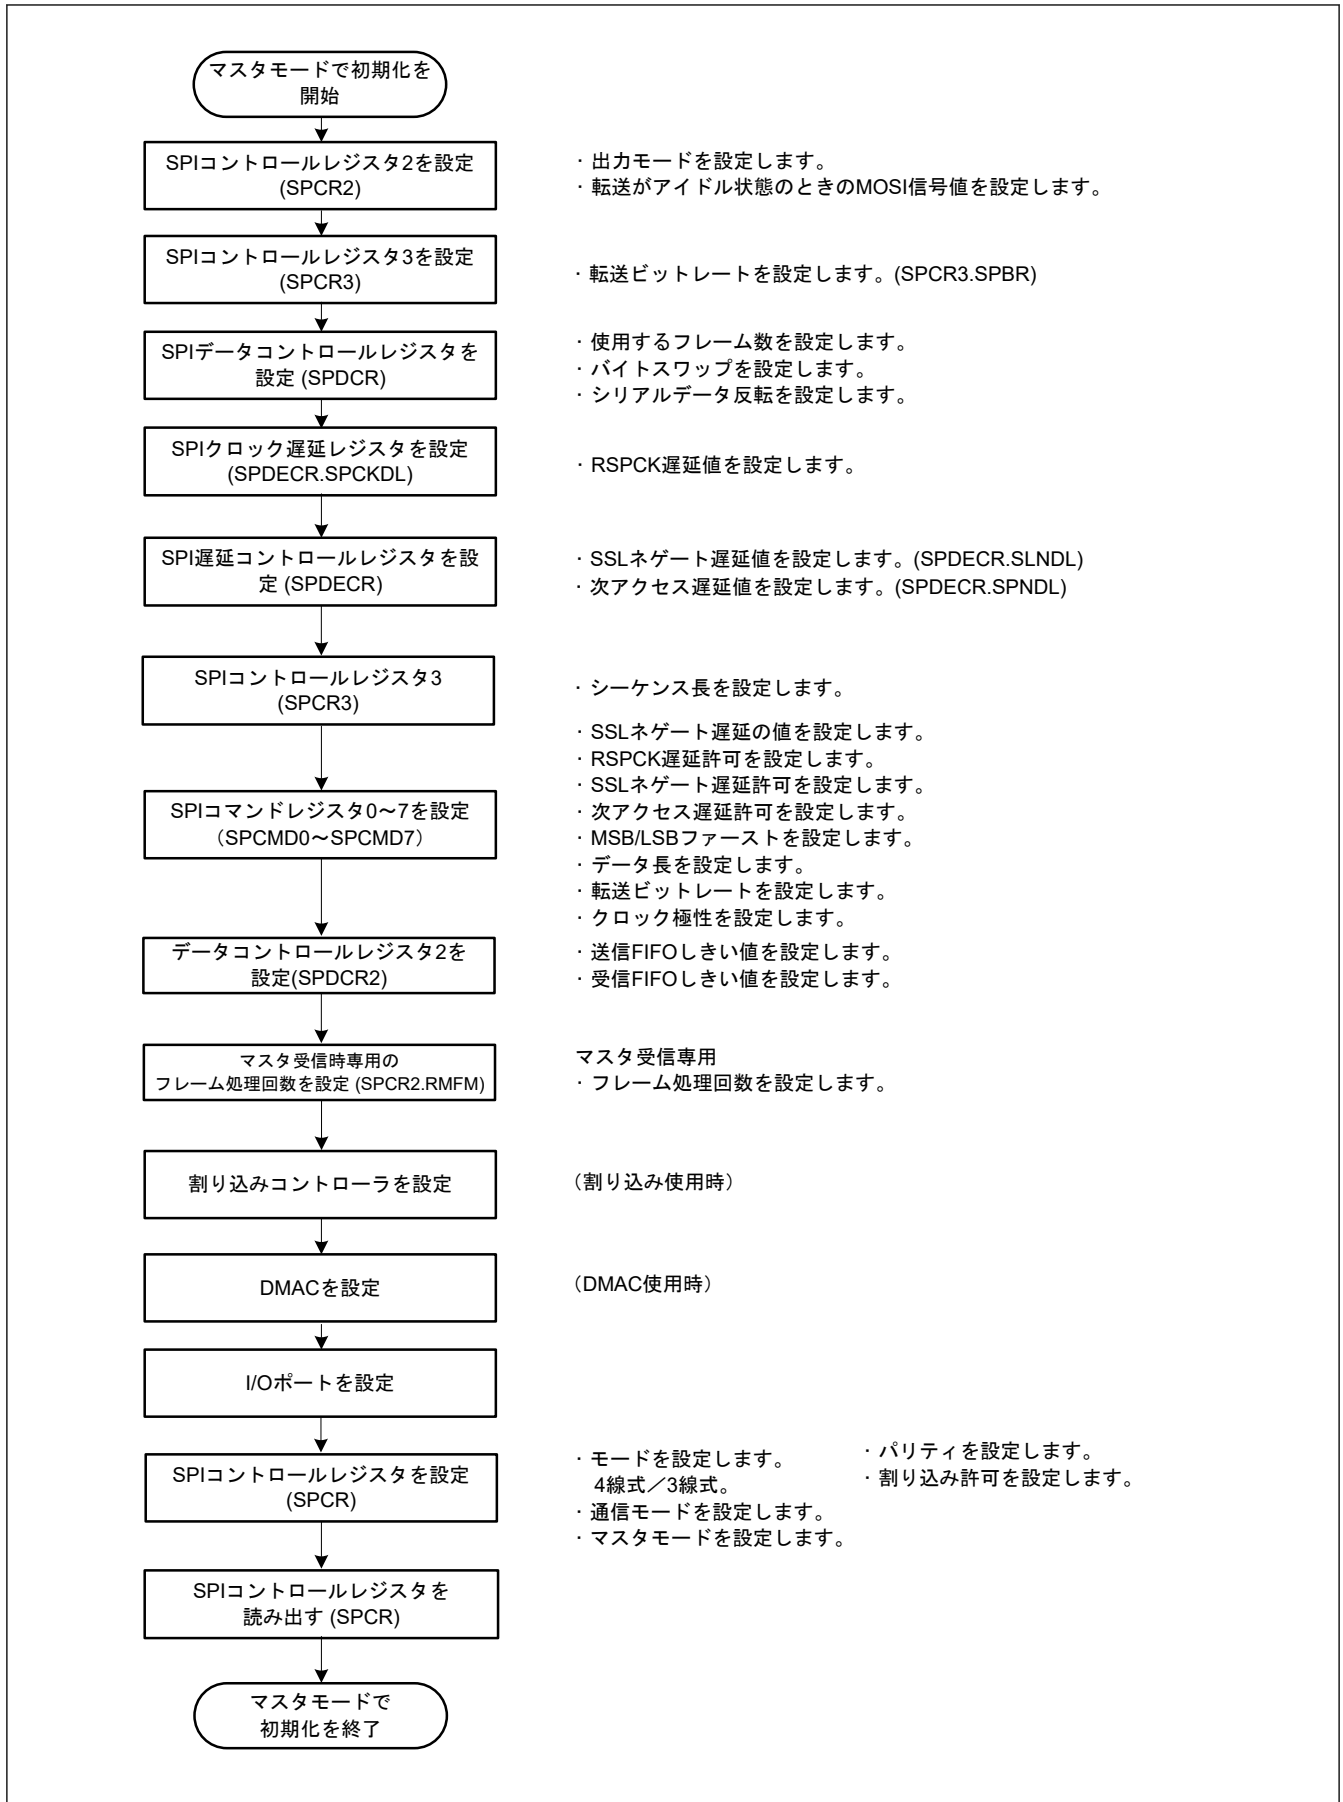 マスタモードで初期化を
開始
SPIコントロールレジスタ2を設定
(SPCR2)
・出力モードを設定します。
・転送がアイドル状態のときのMOSI信号値を設定します。
SPIコントロールレジスタ3を設定
(SPCR3)
・転送ビットレートを設定します。(SPCR3.SPBR)
SPIデータコントロールレジスタを
設定 (SPDCR)
・使用するフレーム数を設定します。
・バイトスワップを設定します。
・シリアルデータ反転を設定します。
SPIクロック遅延レジスタを設定
(SPDECR.SPCKDL)
・RSPCK遅延値を設定します。
SPI遅延コントロールレジスタを設
定 (SPDECR)
・SSLネゲート遅延値を設定します。(SPDECR.SLNDL)
・次アクセス遅延値を設定します。(SPDECR.SPNDL)
SPIコントロールレジスタ3
(SPCR3)
・シーケンス長を設定します。
SPIコマンドレジスタ0～7を設定
（SPCMD0～SPCMD7）
・SSLネゲート遅延の値を設定します。
・RSPCK遅延許可を設定します。
・SSLネゲート遅延許可を設定します。
・次アクセス遅延許可を設定します。
・MSB/LSBファーストを設定します。
・データ長を設定します。
・転送ビットレートを設定します。
・クロック極性を設定します。
データコントロールレジスタ2を
設定(SPDCR2)
・送信FIFOしきい値を設定します。
・受信FIFOしきい値を設定します。
マスタ受信時専用の
フレーム処理回数を設定 (SPCR2.RMFM)
マスタ受信専用
・フレーム処理回数を設定します。
割り込みコントローラを設定
（割り込み使用時）
DMACを設定
（DMAC使用時）
I/Oポートを設定
SPIコントロールレジスタを設定
(SPCR)
・モードを設定します。
4線式／3線式。
・通信モードを設定します。
・マスタモードを設定します。
・パリティを設定します。
・割り込み許可を設定します。
SPIコントロールレジスタを
読み出す (SPCR)
マスタモードで
初期化を終了